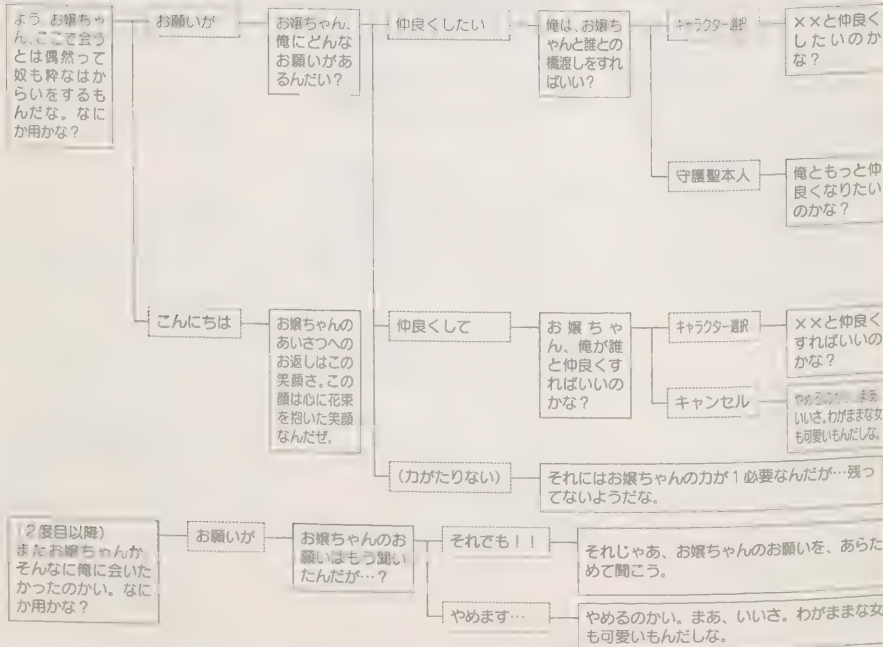 よう お嬢ちゃ
ん、ここで会う
とは偶然って
奴も粋なはか
らいをするも
んだな。なに
か用かな?
お願いが
お嬢ちゃん、
俺にどんな
お願いがあ
るんだい?
仲良くしたい
俺は、お嬢ち
ゃんと誰との
橋渡しをすれ
ばいい?
キャラクター選択
××と仲良く
したいのか
な?
守護聖本人
俺ともっと仲
良くなりたい
のかな?
こんにちは
お嬢ちゃんの
あいさつへの
お返しはこの
笑顔さ。この
顔は心に花束
を抱いた笑顔
なんだぜ。
仲良くして
お嬢ちゃ
ん、俺が誰
と仲良くす
ればいいの
かな?
キャラクター選択
××と仲良く
すればいいの
かな?
キャンセル
やめるのか、まあ
いいさ。わがままな女
も可愛いもんだしな。
(力がたりない)
それにはお嬢ちゃんの力が1必要なんだが…残っ
てないようだな。
(2度目以降)
またお嬢ちゃんか
そんなに俺に会いた
かったのかい。なに
か用かな?
お願いが
お嬢ちゃんのお
願いはもう聞い
たんだが…?
それでも!!
それじゃあ、お嬢ちゃんのお願いを、あらた
めて聞こう。
やめます…
やめるのかい。まあ、いいさ。わがままな女
も可愛いもんだしな。